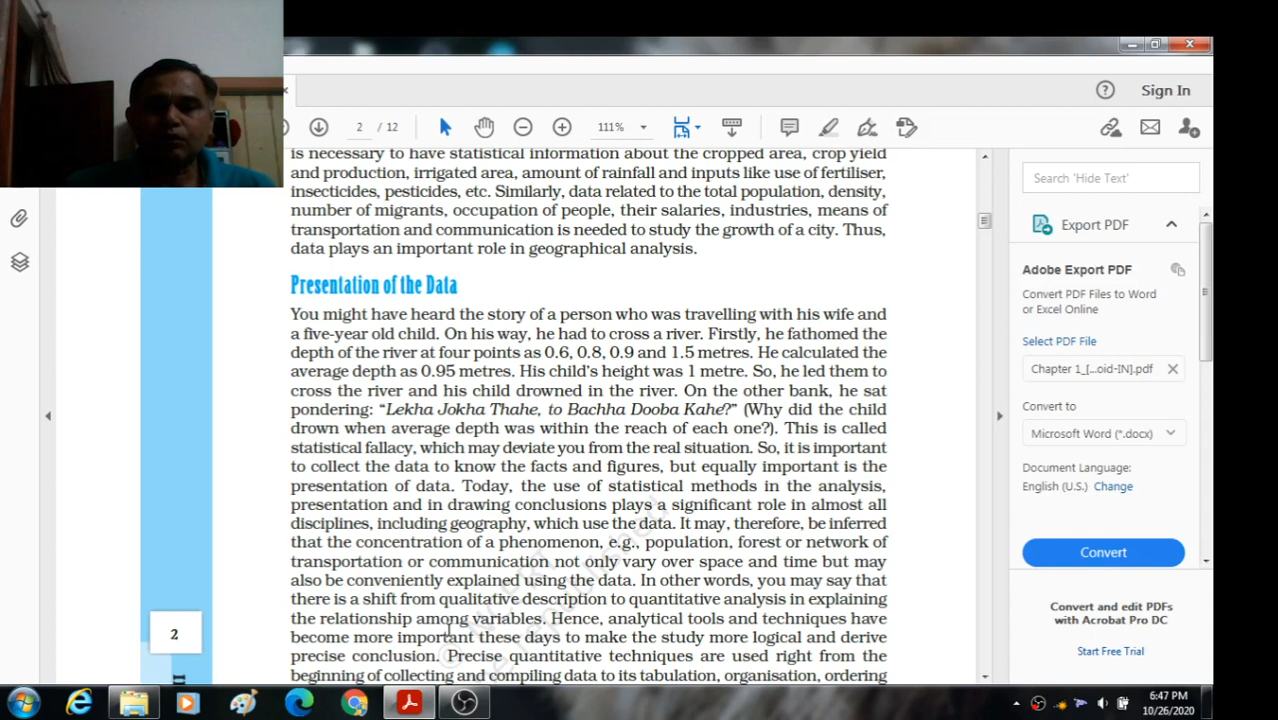 Sign In
2 / 12
111%
is necessary to have statistical information about the cropped area, crop yield
and production, irrigated area, amount of rainfall and inputs like use of fertiliser,
insecticides, pesticides, etc. Similarly, data related to the total population, density,
number of migrants, occupation of people, their salaries, industries, means of
transportation and communication is needed to study the growth of a city. Thus,
data plays an important role in geographical analysis.
Presentation of the Data
You might have heard the story of a person who was travelling with his wife and
a five-year old child. On his way, he had to cross a river. Firstly, he fathomed the
depth of the river at four points as 0.6, 0.8, 0.9 and 1.5 metres. He calculated the
average depth as 0.95 metres. His child's height was 1 metre. So, he led them to
cross the river and his child drowned in the river. On the other bank, he sat
pondering: “Lekha Jokha Thahe, to Bachha Dooba Kahe?” (Why did the child
drown when average depth was within the reach of each one?). This is called
statistical fallacy, which may deviate you from the real situation. So, it is important
to collect the data to know the facts and figures, but equally important is the
presentation of data. Today, the use of statistical methods in the analysis,
presentation and in drawing conclusions plays a significant role in almost all
disciplines, including geography, which use the data. It may, therefore, be inferred
that the concentration of a phenomenon, e.g., population, forest or network of
transportation or communication not only vary over space and time but may
also be conveniently explained using the data. In other words, you may say that
there is a shift from qualitative description to quantitative analysis in explaining
the relationship among variables. Hence, analytical tools and techniques have
become more important these days to make the study more logical and derive
precise conclusion. Precise quantitative techniques are used right from the
beginning of collecting and compiling data to its tabulation, organisation, ordering
2
Search 'Hide Text'
Export PDF
Adobe Export PDF
Convert PDF Files to Word
or Excel Online
Select PDF File
Chapter 1_[...oid-IN].pdf
Convert to
Microsoft Word (*.docx)
Document Language:
English (U.S.) Change
Convert
Convert and edit PDFs
with Acrobat Pro DC
Start Free Trial
6:47 PM
10/26/2020